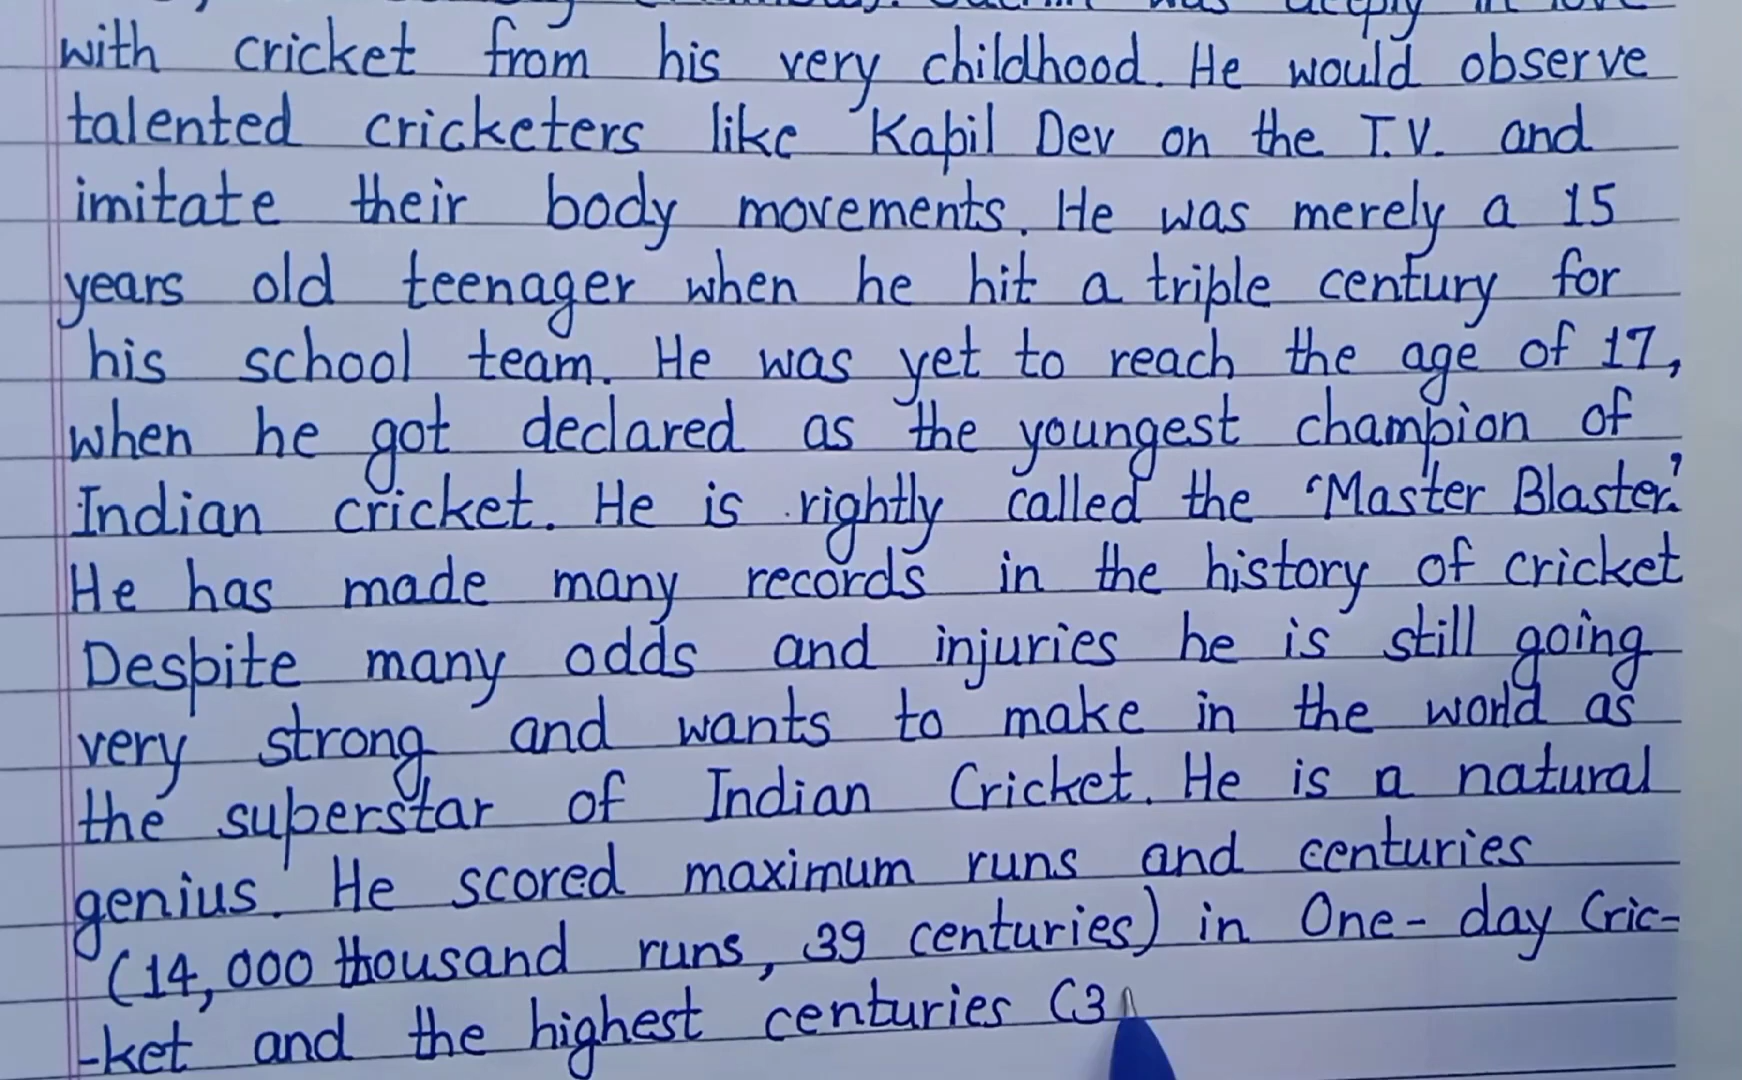 was deeply in love
with cricket from his very childhood. He would observe
talented cricketers like Kapil Dev on the T.V. and
imitate their body movements. He was merely a 15
years old teenager when he hit a triple century for
his school team. He was yet to reach the age of 17,
when he got declared as the youngest champion of
Indian cricket. He is rightly called the 'Master Blaster.'
He has made many records in the history of cricket
Despite many odds and injuries he is still going
very strong and wants to make in the world as
the superstar of Indian Cricket. He is a natural
genius. He scored maximum runs and centuries
(14,000 thousand runs, 39 centuries) in One-day Cric-
-ket and the highest centuries (3